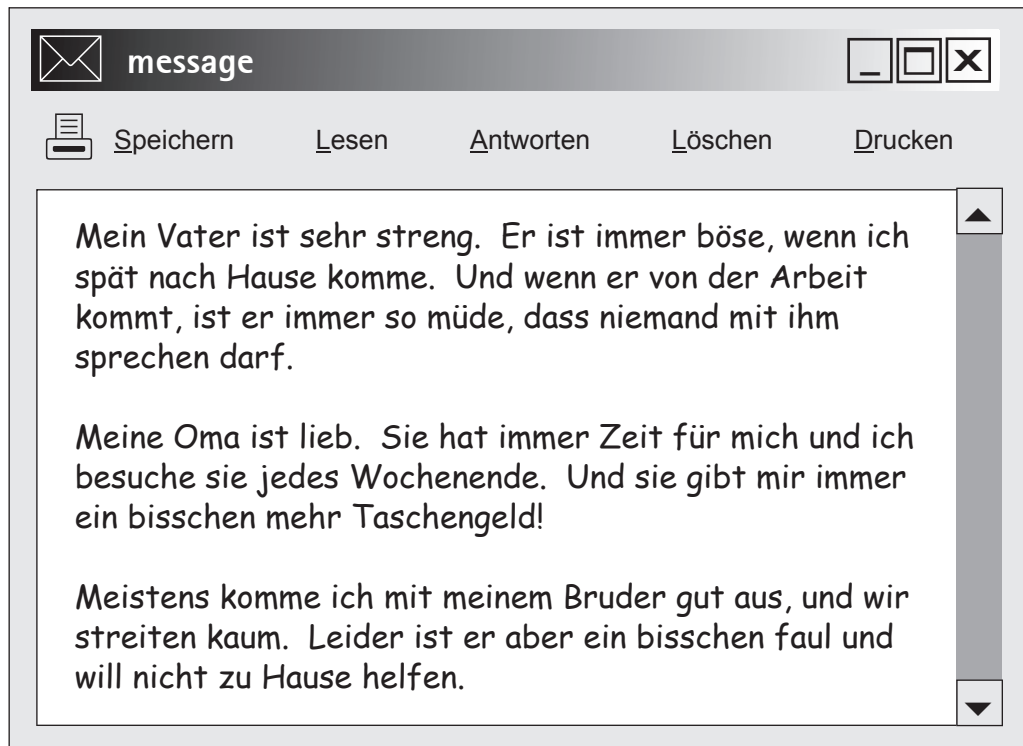 message
Speichern Lesen Antworten Löschen Drucken
Mein Vater ist sehr streng. Er ist immer böse, wenn ich
spät nach Hause komme. Und wenn er von der Arbeit
kommt, ist er immer so müde, dass niemand mit ihm
sprechen darf.
Meine Oma ist lieb. Sie hat immer Zeit für mich und ich
besuche sie jedes Wochenende. Und sie gibt mir immer
ein bisschen mehr Taschengeld!
Meistens komme ich mit meinem Bruder gut aus, und wir
streiten kaum. Leider ist er aber ein bisschen faul und
will nicht zu Hause helfen.